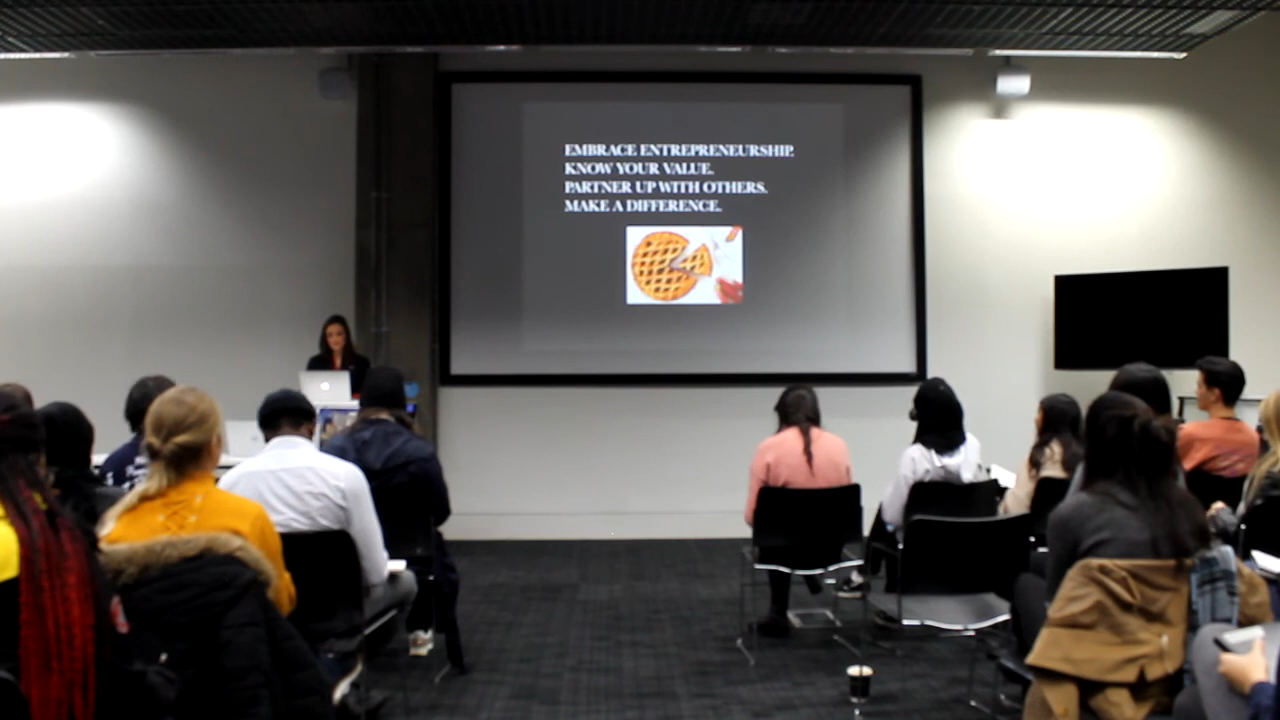 EMBRACE ENTREPRENEURSHIP.
KNOW YOUR VALUE.
PARTNER UP WITH OTHERS.
MAKE A DIFFERENCE.